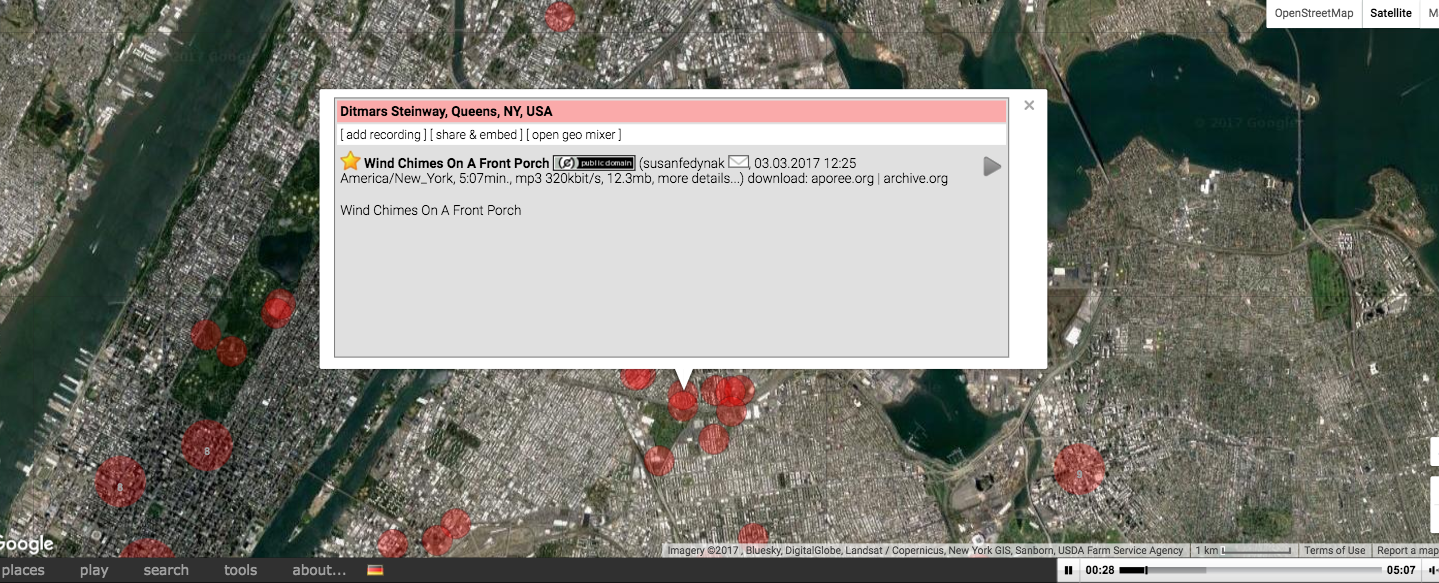 OpenStreetMap Satellite M
© 2017 Google
Ditmars Steinway, Queens, NY, USA
[ add recording ] [ share & embed ] [ open geo mixer ]
Wind Chimes On A Front Porch public domain (susanfedynak , 03.03.2017 12:25
America/New_York, 5:07min., mp3 320kbit/s, 12.3mb, more details...) download: aporee.org | archive.org
Wind Chimes On A Front Porch
8
Google
Imagery ©2017 , Bluesky, DigitalGlobe, Landsat / Copernicus, New York GIS, Sanborn, USDA Farm Service Agency 1 km Terms of Use Report a map
places play search tools about...
00:28 05:07